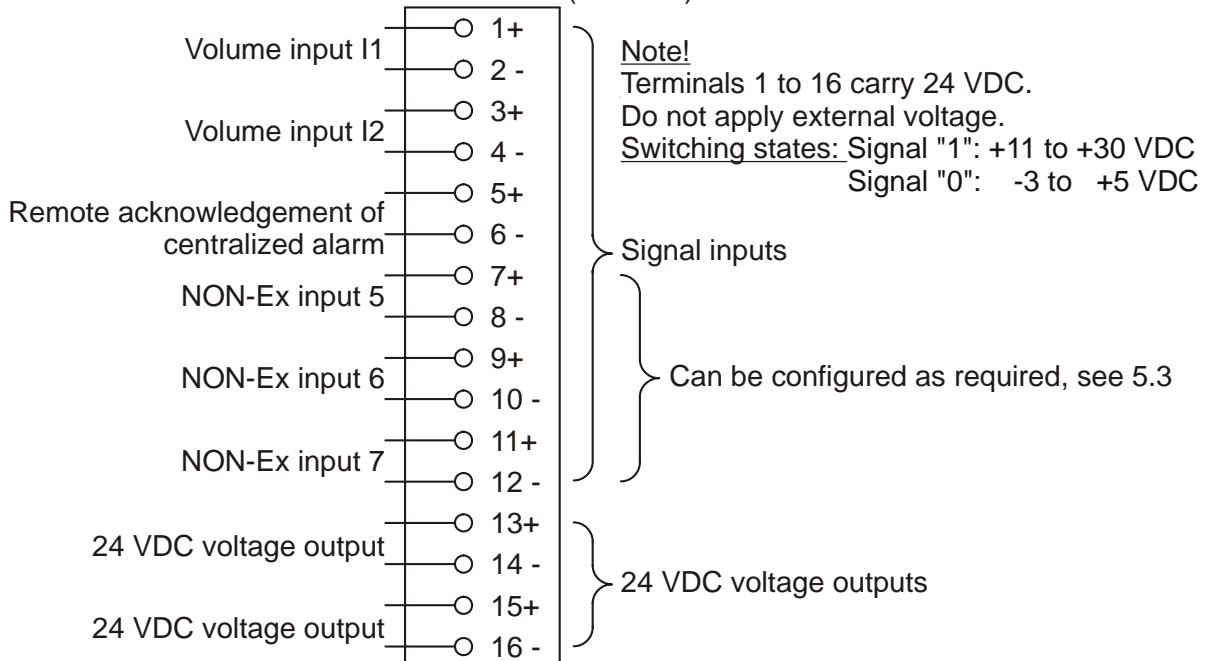 Volume input I1
1+
2 -
Volume input I2
3+
4 -
Remote acknowledgement of
centralized alarm
5+
6 -
NON-Ex input 5
7+
8 -
NON-Ex input 6
9+
10 -
NON-Ex input 7
11+
12 -
24 VDC voltage output
13+
14 -
24 VDC voltage output
15+
16 -
Note!
Terminals 1 to 16 carry 24 VDC.
Do not apply external voltage.
Switching states: Signal "1": +11 to +30 VDC
Signal "0": -3 to +5 VDC
Signal inputs
Can be configured as required, see 5.3
24 VDC voltage outputs